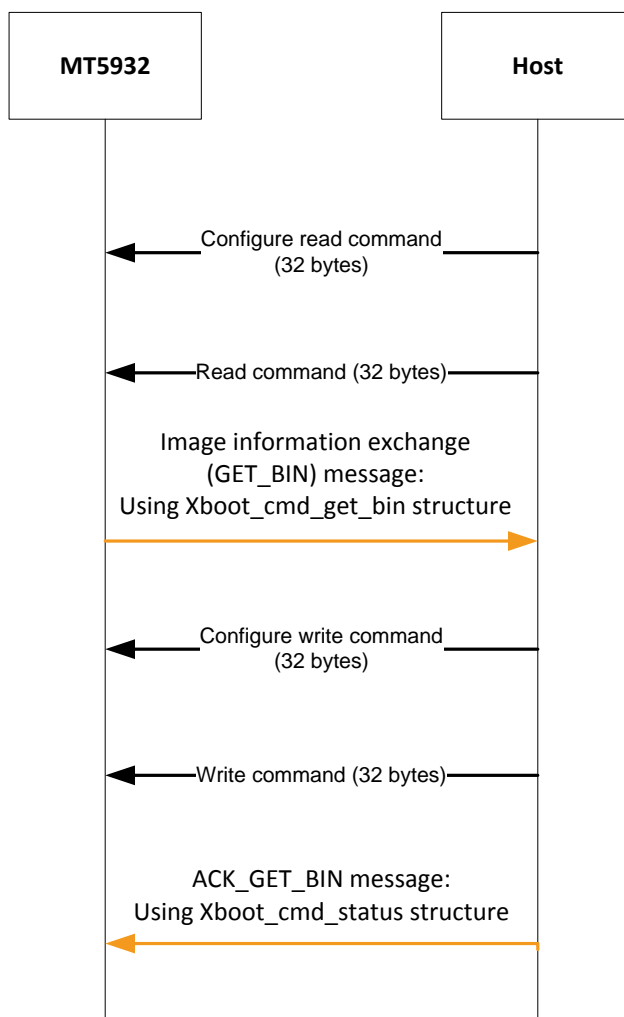 MT5932
Host
Configure read command
(32 bytes)
Read command (32 bytes)
Image information exchange
(GET_BIN) message:
Using Xboot_cmd_get_bin structure
Configure write command
(32 bytes)
Write command (32 bytes)
ACK_GET_BIN message:
Using Xboot_cmd_status structure